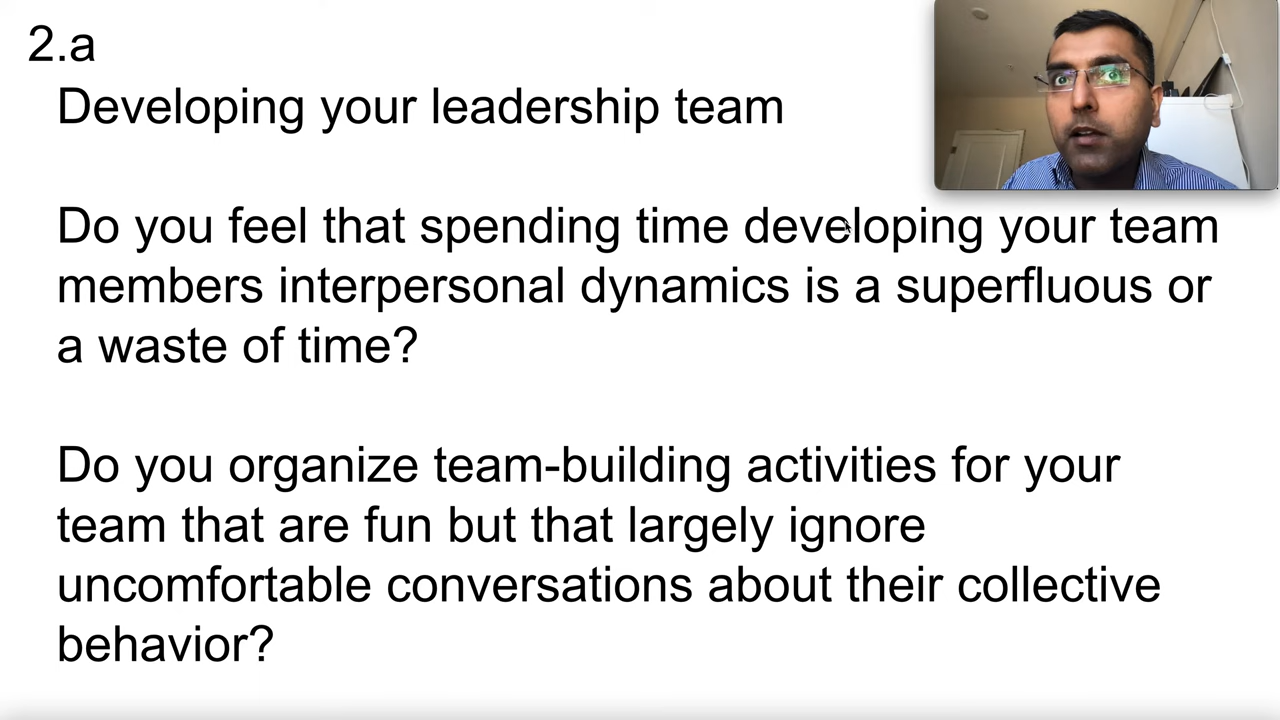 2.a
Developing your leadership team
Do you feel that spending time developing your team
members interpersonal dynamics is a superfluous or
a waste of time?
Do you organize team-building activities for your
team that are fun but that largely ignore
uncomfortable conversations about their collective
behavior?